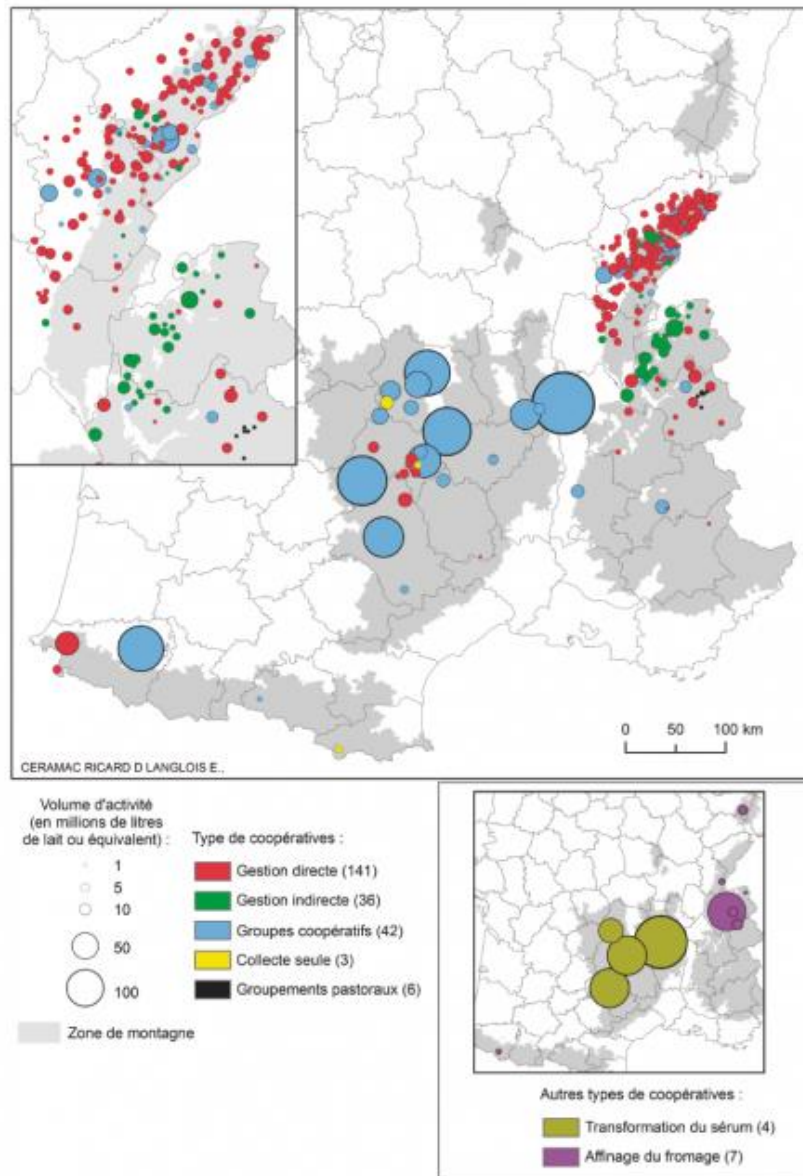 0 50 100 km
CERAMAC RICARD D LANGLOIS E.,
Volume d'activité
(en millions de litres
de lait ou équivalent) :
1
5
10
50
100
Zone de montagne
Type de coopératives :
Gestion directe (141)
Gestion indirecte (36)
Groupes coopératifs (42)
Collecte seule (3)
Groupements pastoraux (6)
Autres types de coopératives :
Transformation du sérum (4)
Affinage du fromage (7)